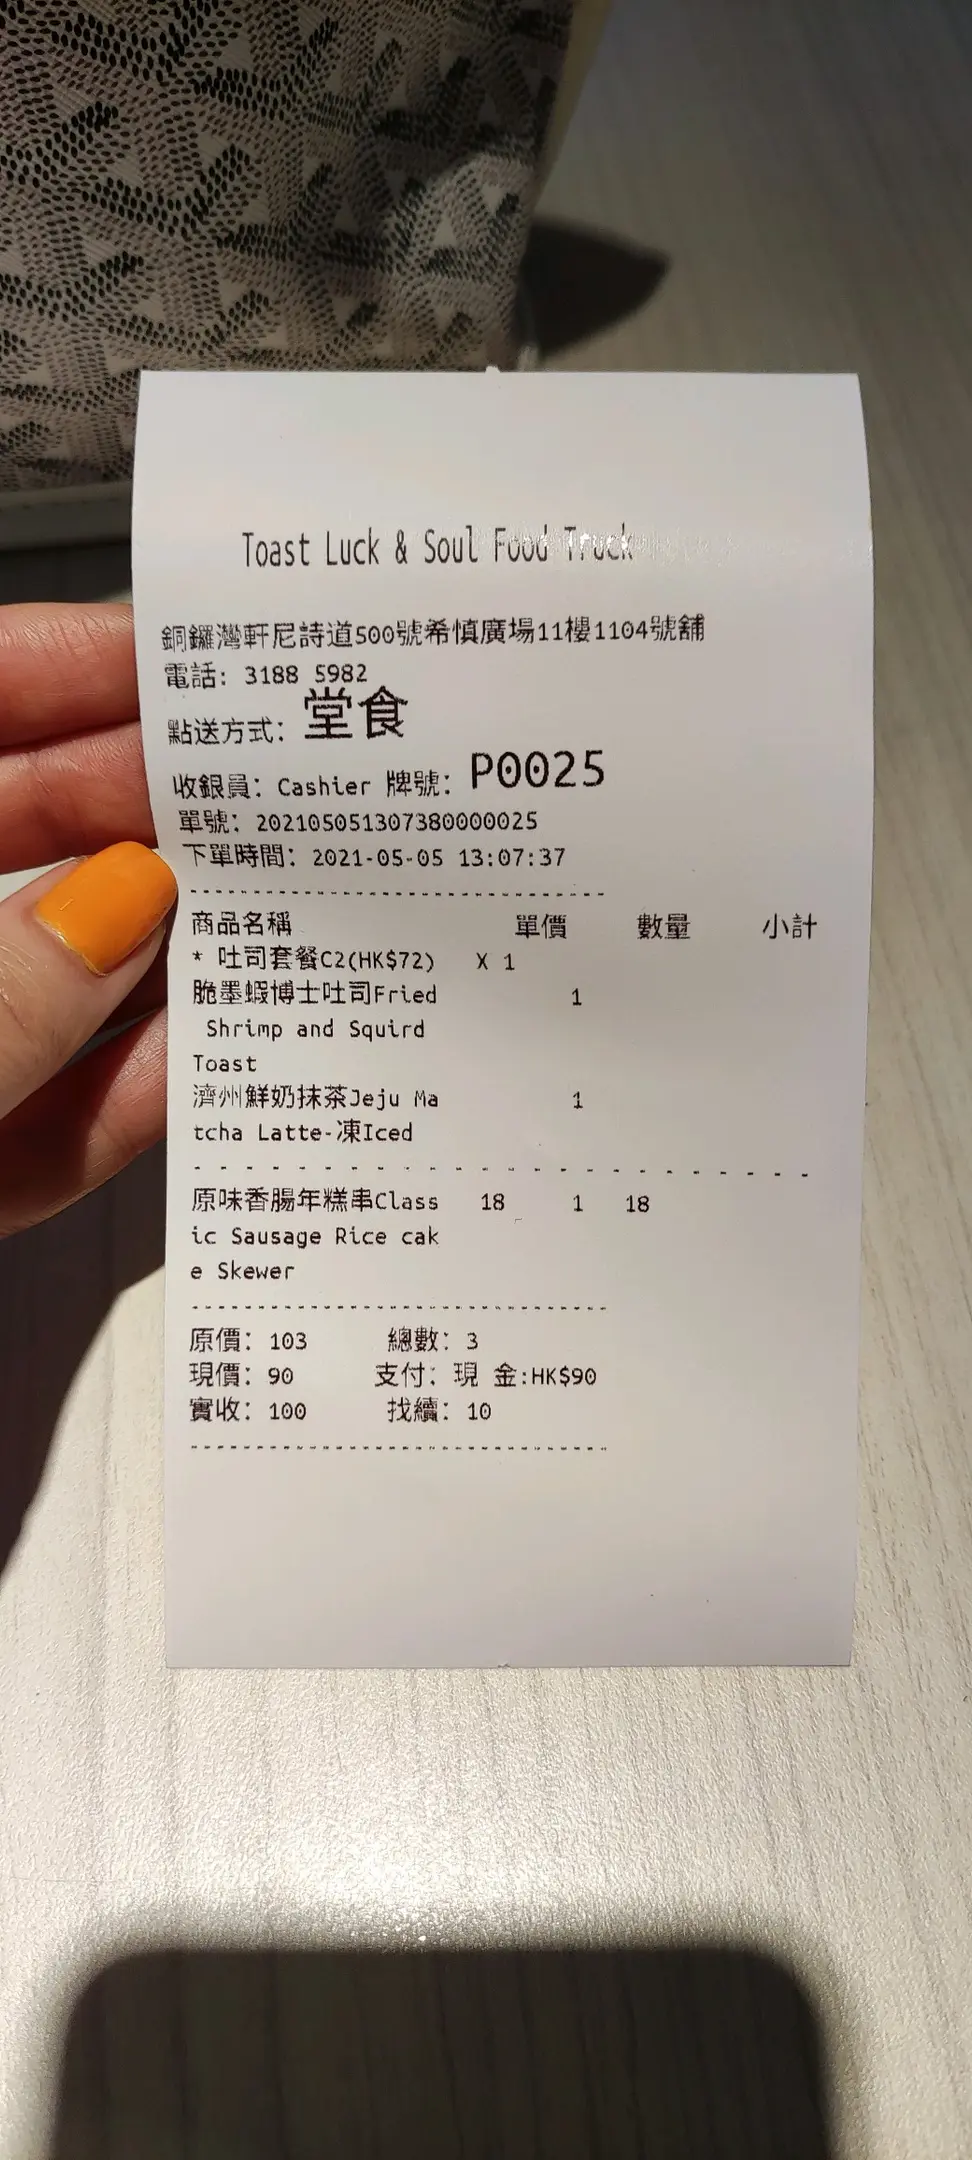 Toast Luck & Soul Food Truck
銅鑼灣軒尼詩道500號希慎廣場11樓1104號舖
電話: 3188 5982
點送方式: 堂食
收銀員: Cashier 牌號: P0025
單號: 202105051307380000025
下單時間: 2021-05-05 13:07:37
商品名稱 單價 數量 小計
* 吐司套餐C2(HK$72) X 1
脆墨蝦博士吐司Fried 1
Shrimp and Squird
Toast
濟州鮮奶抹茶Jeju Ma 1
tcha Latte-凍Iced
原味香腸年糕串Class 18 1 18
ic Sausage Rice cak
e Skewer
原價: 103 總數: 3
現價: 90 支付: 現 金:HK$90
實收: 100 找續: 10